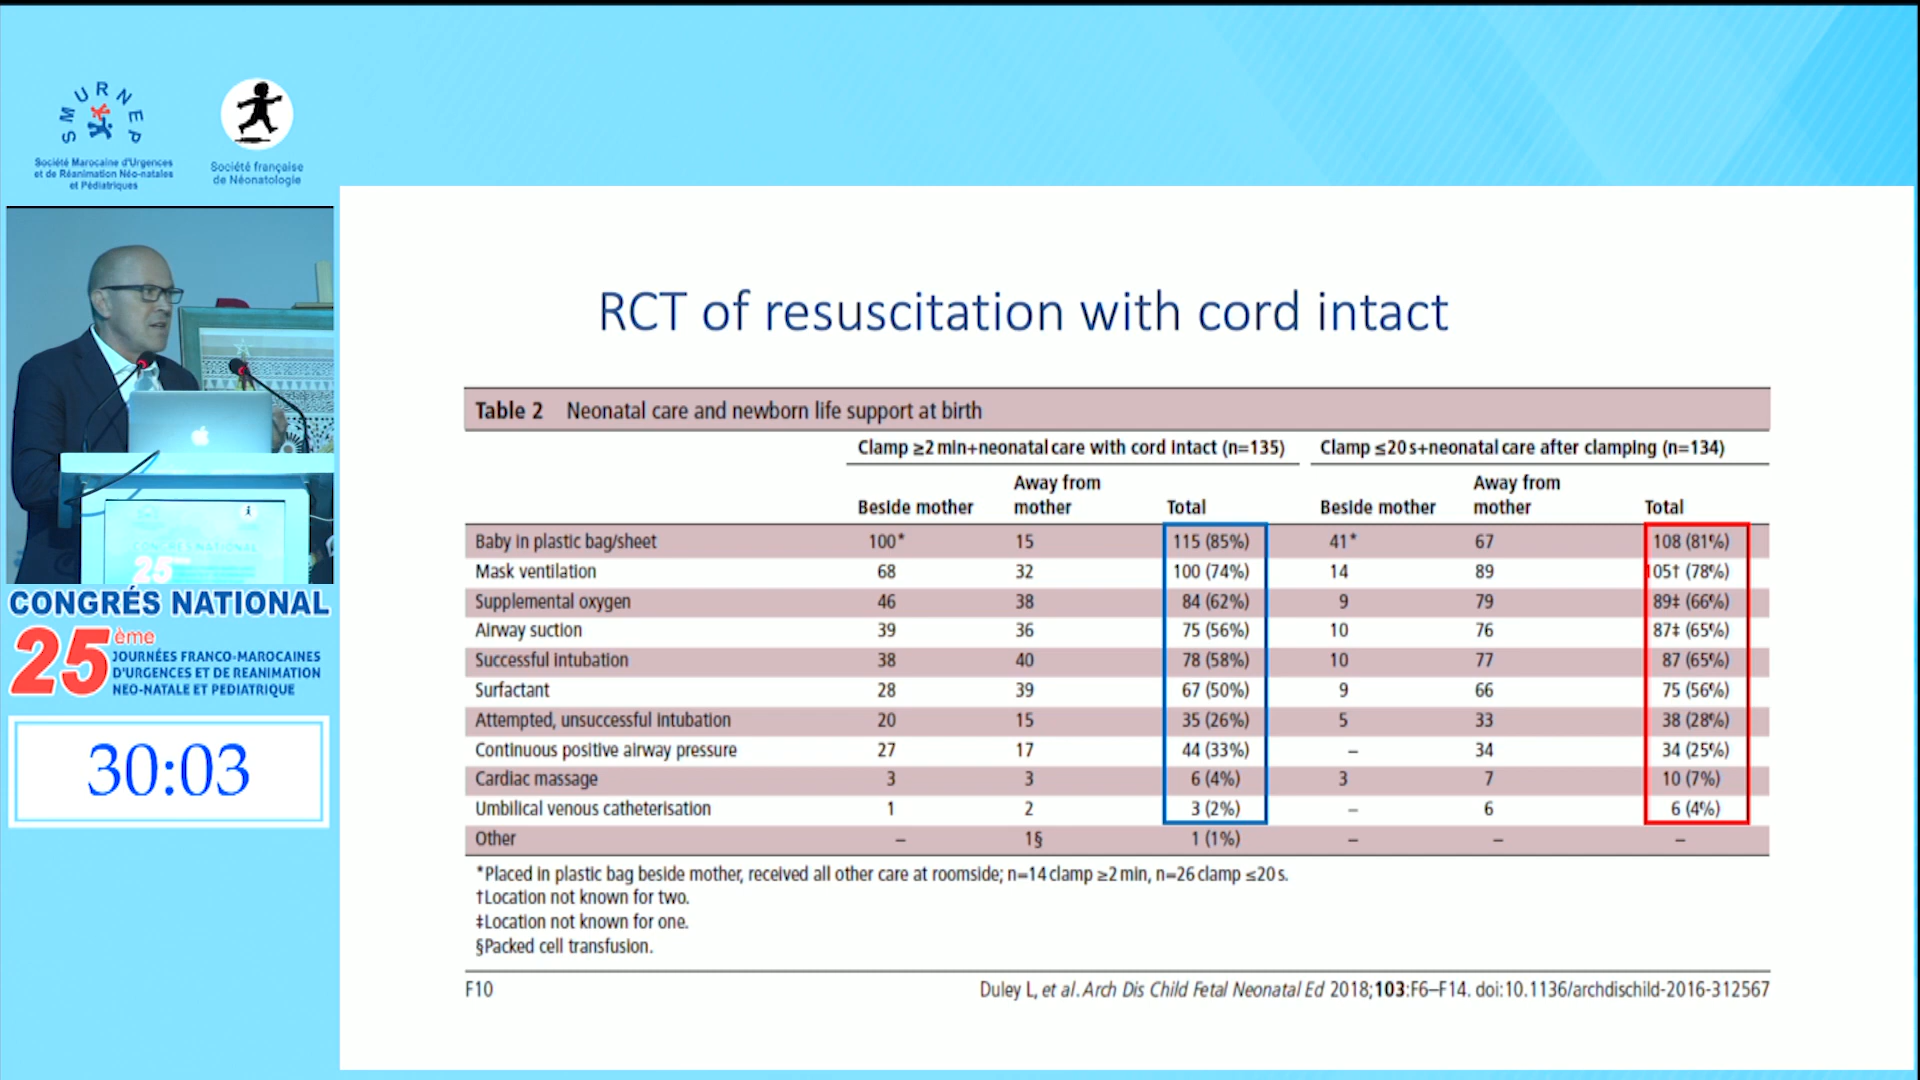 SMURNEP
Société Marocaine d'Urgences
et de Réanimation Néo-natales
et Pédiatriques
Société française
de Néonatologie
CONGRÉS NATIONAL
25ème
JOURNÉES FRANCO-MAROCAINES
D'URGENCES ET DE REANIMATION
NEO-NATALE ET PEDIATRIQUE
30:03
RCT of resuscitation with cord intact
Table 2 Neonatal care and newborn life support at birth
Clamp ≥2 min+neonatal care with cord intact (n=135) Clamp ≤20 s+neonatal care after clamping (n=134)
Beside mother Away from mother Total Beside mother Away from mother Total
Baby in plastic bag/sheet 100* 15 115 (85%) 41* 67 108 (81%)
Mask ventilation 68 32 100 (74%) 14 89 105† (78%)
Supplemental oxygen 46 38 84 (62%) 9 79 89‡ (66%)
Airway suction 39 36 75 (56%) 10 76 87‡ (65%)
Successful intubation 38 40 78 (58%) 10 77 87 (65%)
Surfactant 28 39 67 (50%) 9 66 75 (56%)
Attempted, unsuccessful intubation 20 15 35 (26%) 5 33 38 (28%)
Continuous positive airway pressure 27 17 44 (33%) – 34 34 (25%)
Cardiac massage 3 3 6 (4%) 3 7 10 (7%)
Umbilical venous catheterisation 1 2 3 (2%) – 6 6 (4%)
Other – 1§ 1 (1%) – – –
*Placed in plastic bag beside mother, received all other care at roomside; n=14 clamp ≥2 min, n=26 clamp ≤20 s.
†Location not known for two.
‡Location not known for one.
§Packed cell transfusion.
F10 Duley L, et al. Arch Dis Child Fetal Neonatal Ed 2018;103:F6–F14. doi:10.1136/archdischild-2016-312567
CONGRÉS NATIONAL
25